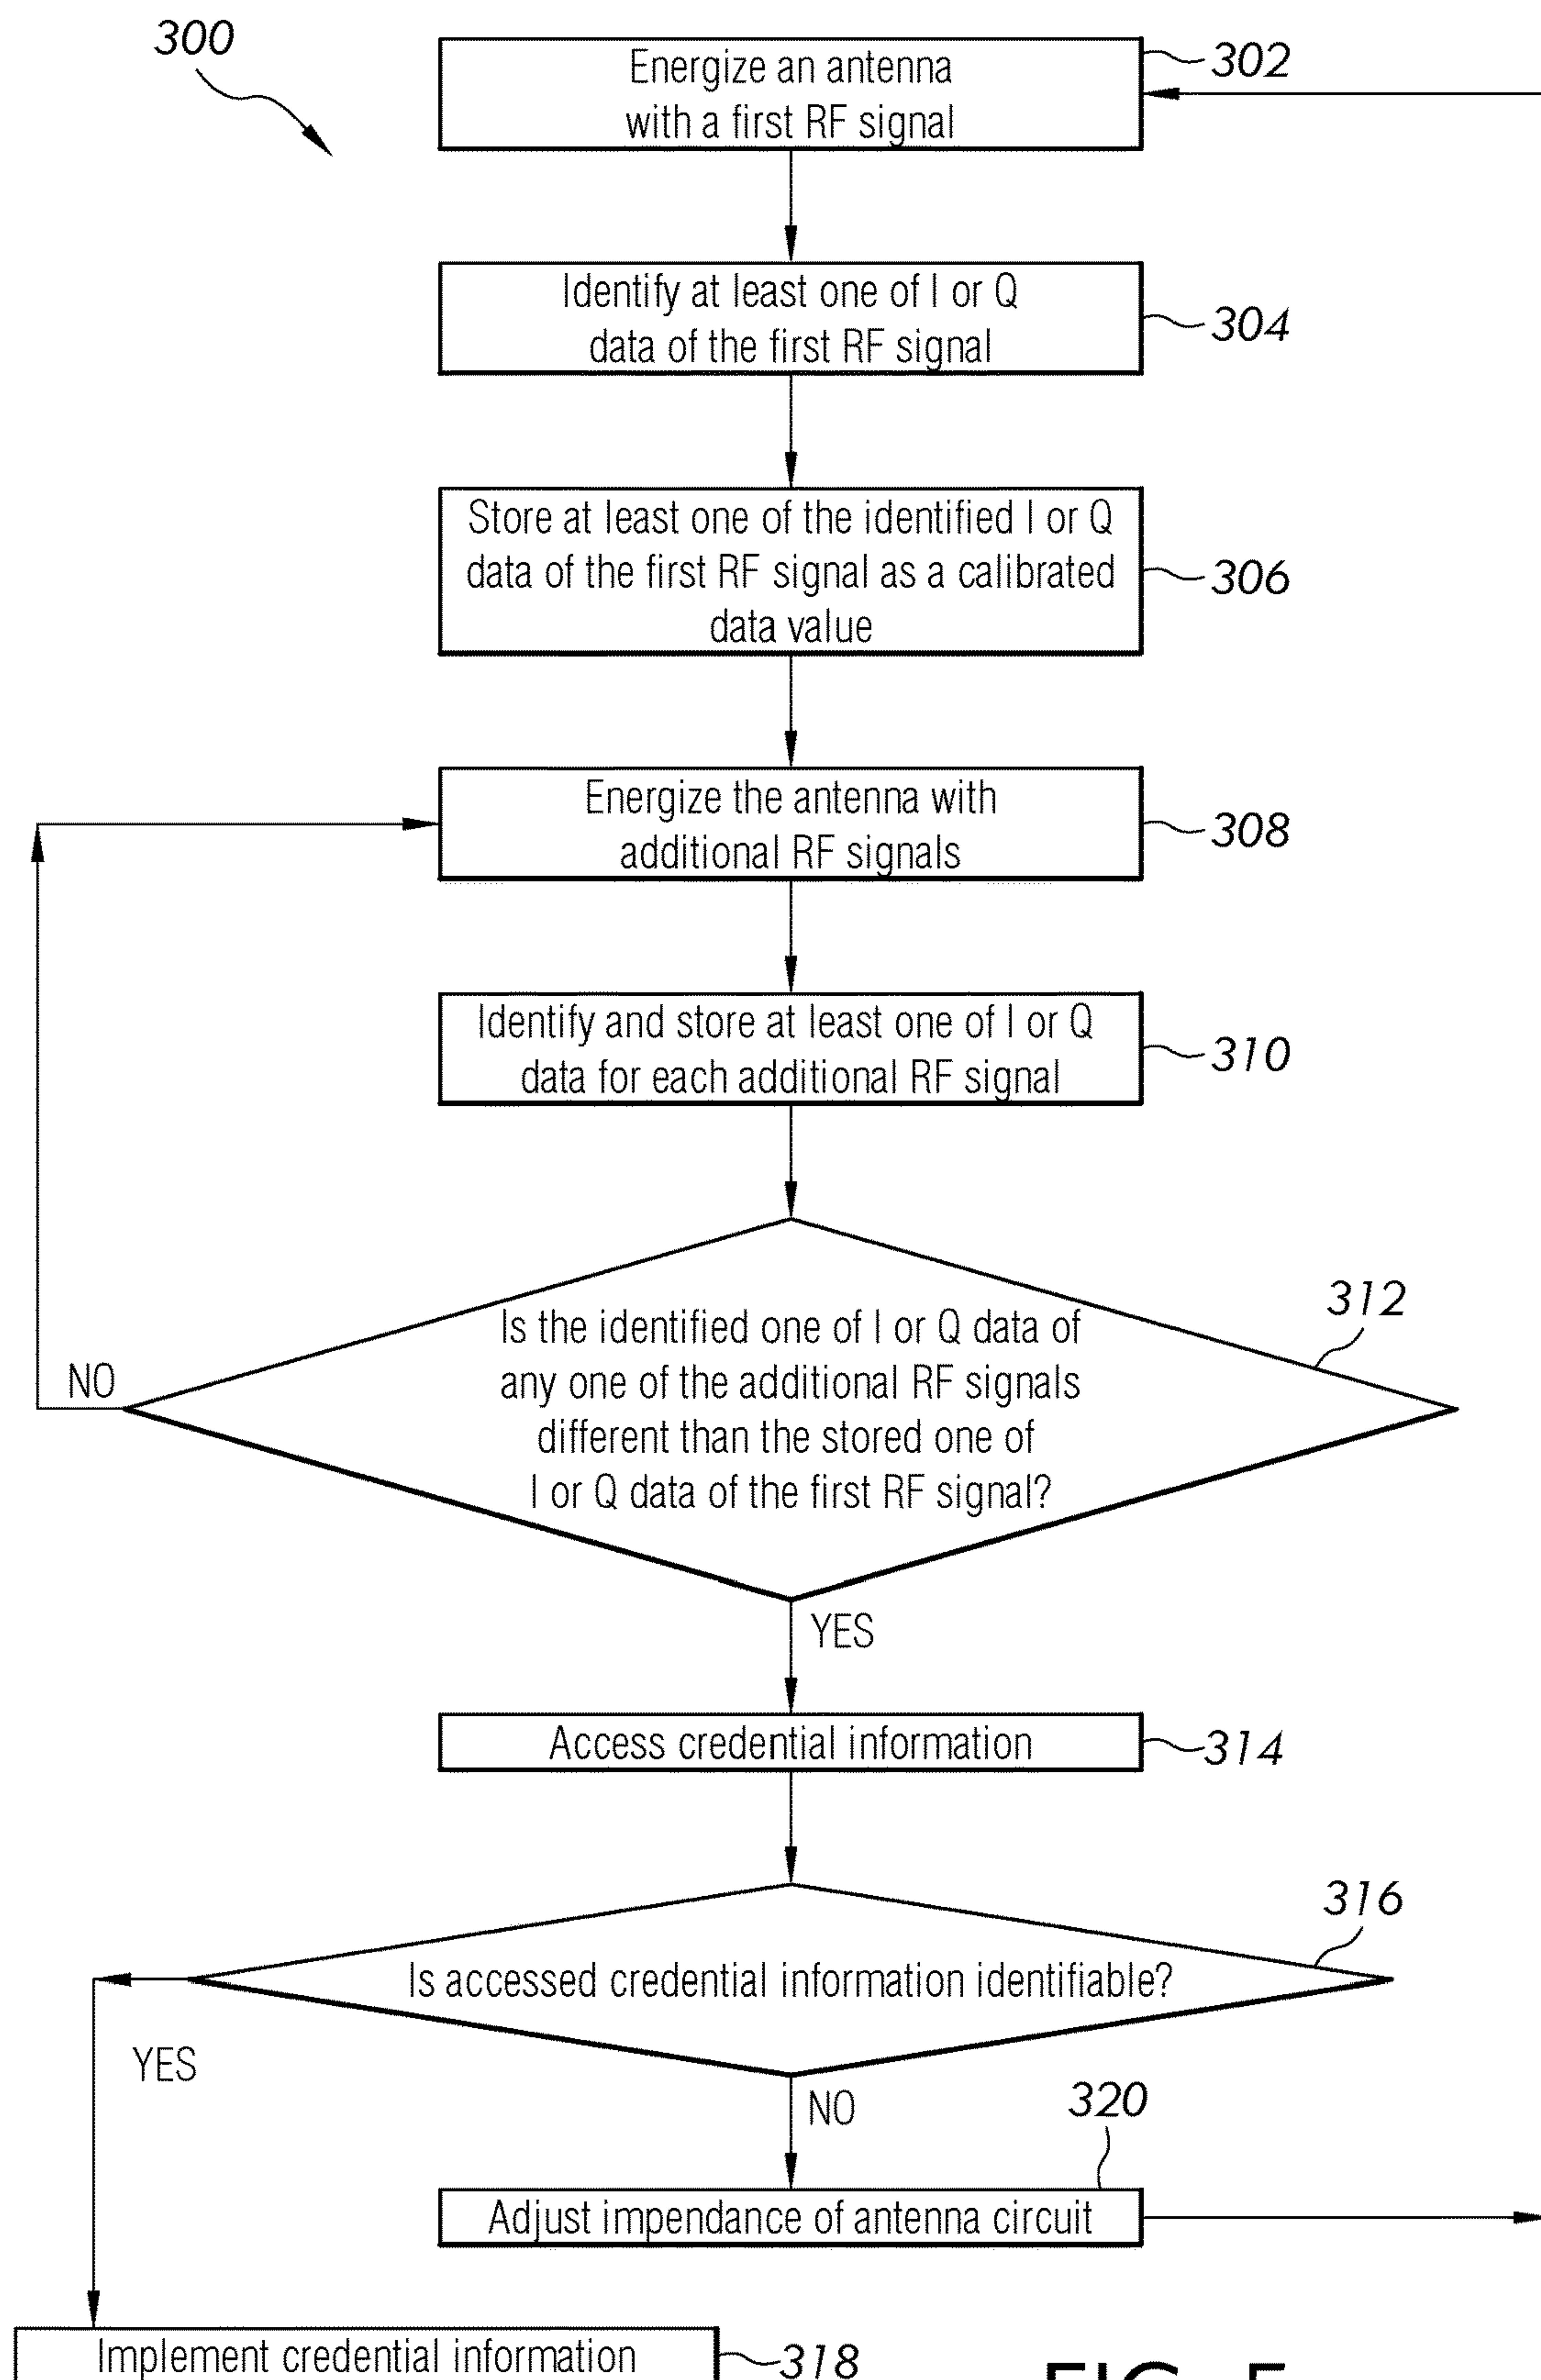 300
Energize an antenna
with a first RF signal
302
Identify at least one of I or Q
data of the first RF signal
304
Store at least one of the identified I or Q
data of the first RF signal as a calibrated
data value
306
Energize the antenna with
additional RF signals
308
Identify and store at least one of I or Q
data for each additional RF signal
310
312
Is the identified one of I or Q data of
any one of the additional RF signals
different than the stored one of
I or Q data of the first RF signal?
NO
YES
Access credential information
314
316
Is accessed credential information identifiable?
YES
NO
320
Adjust impendance of antenna circuit
Implement credential information
318